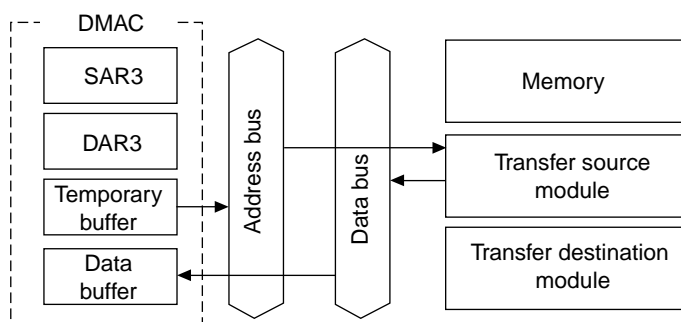 DMAC
SAR3
DAR3
Temporary
buffer
Data
buffer
Address bus
Data bus
Memory
Transfer source
module
Transfer destination
module